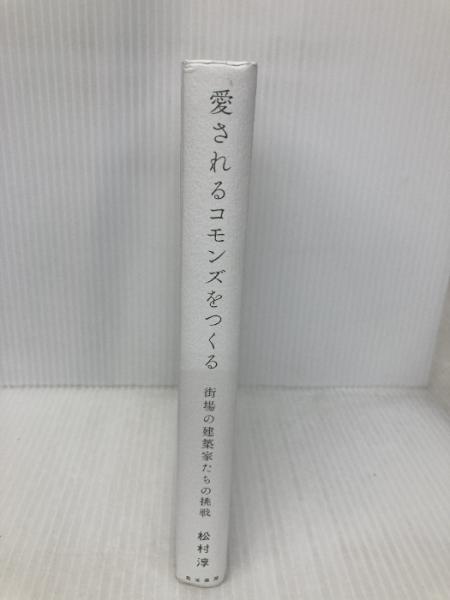 愛されるコモンズをつくる
街場の建築家たちの挑戦
松村淳